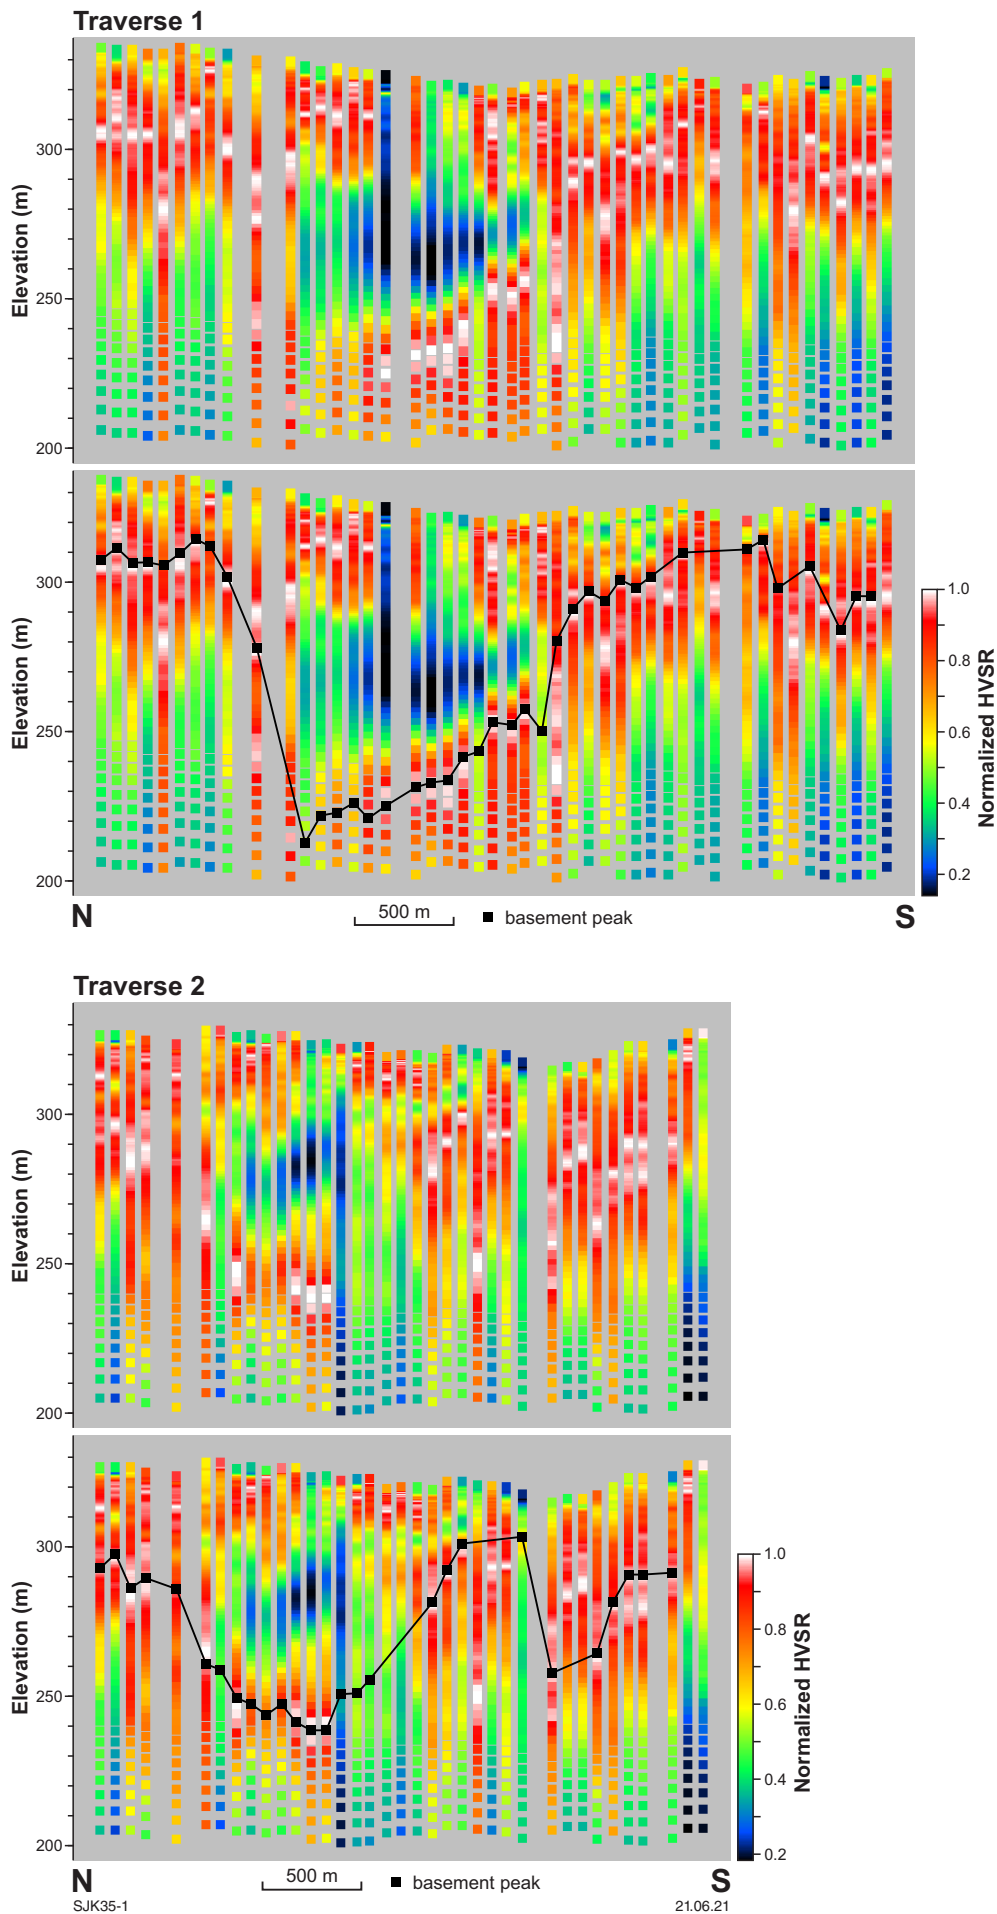 Traverse 1
Elevation (m)
300
250
200
Elevation (m)
300
250
200
1.0
0.8
0.6
0.4
0.2
Normalized HVSR
N
500 m
basement peak
S
Traverse 2
Elevation (m)
300
250
200
Elevation (m)
300
250
200
1.0
0.8
0.6
0.4
0.2
Normalized HVSR
N
500 m
basement peak
S
SJK35-1
21.06.21